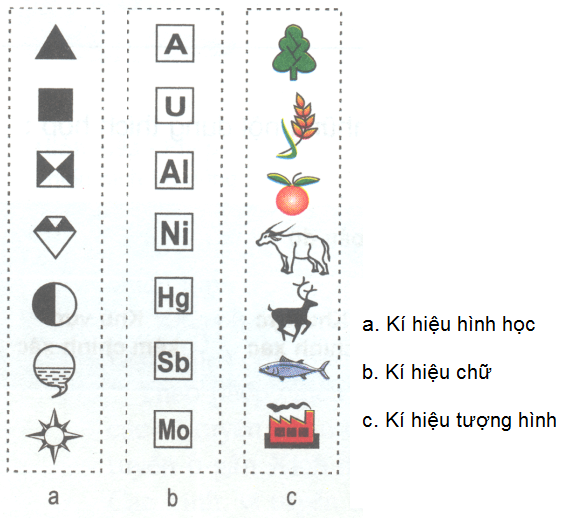 A
U
Al
Ni
Hg
Sb
Mo
a
b
c
a. Kí hiệu hình học
b. Kí hiệu chữ
c. Kí hiệu tượng hình